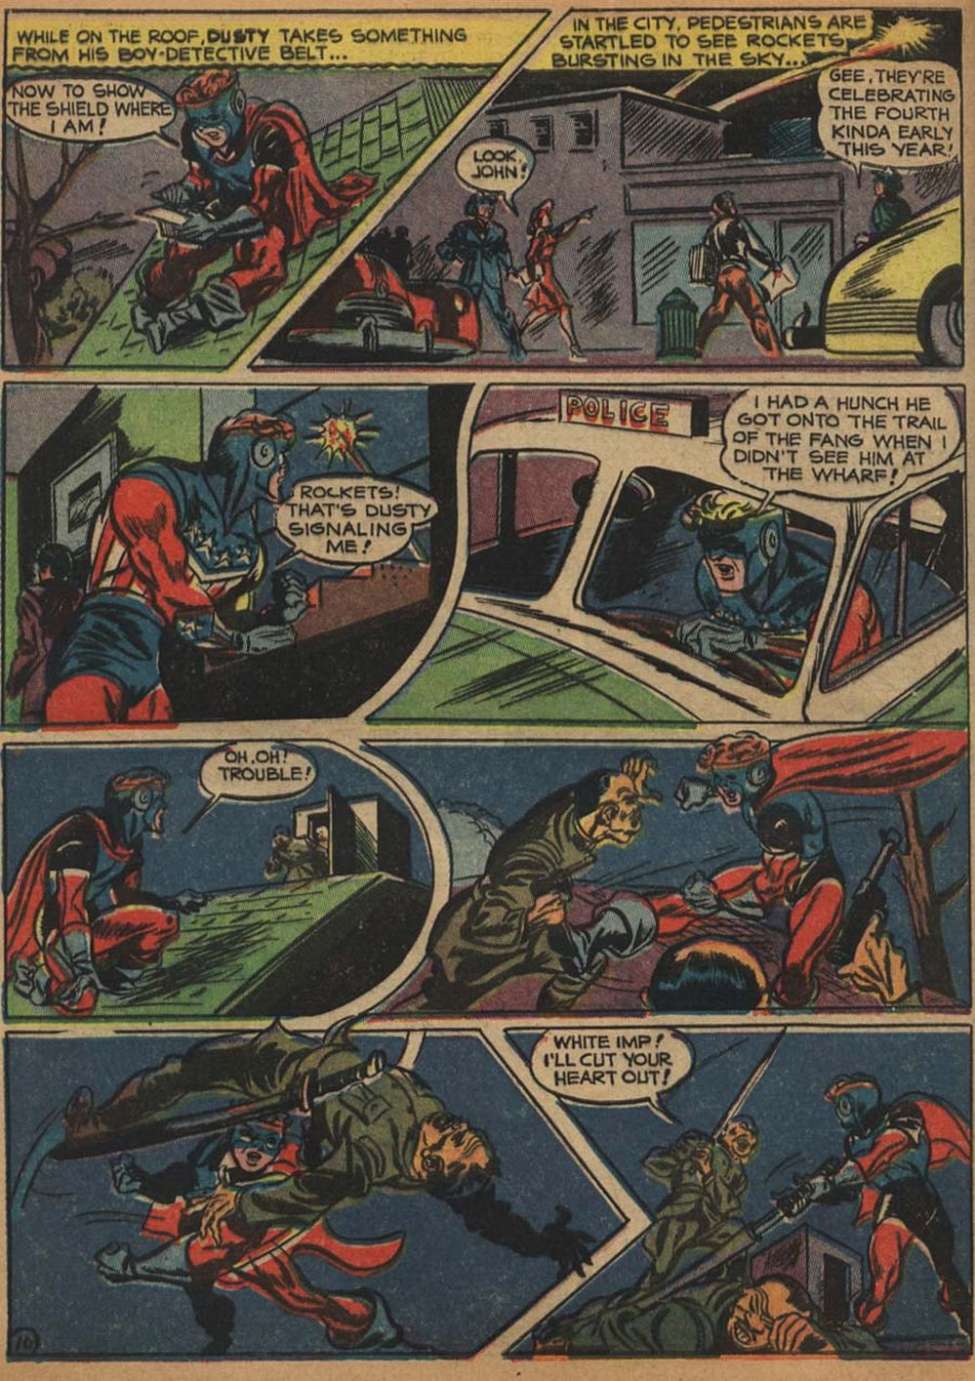 WHILE ON THE ROOF, DUSTY TAKES SOMETHING
FROM HIS BOY-DETECTIVE BELT...
NOW TO SHOW
THE SHIELD WHERE
I AM!
IN THE CITY, PEDESTRIANS ARE
STARTLED TO SEE ROCKETS
BURSTING IN THE SKY...
LOOK,
JOHN!
GEE, THEY'RE
CELEBRATING
THE FOURTH
KINDA EARLY
THIS YEAR!
ROCKETS!
THAT'S DUSTY
SIGNALING
ME!
POLICE
I HAD A HUNCH HE
GOT ONTO THE TRAIL
OF THE FANG WHEN I
DIDN'T SEE HIM AT
THE WHARF!
OH, OH!
TROUBLE!
WHITE IMP!
I'LL CUT YOUR
HEART OUT!
10